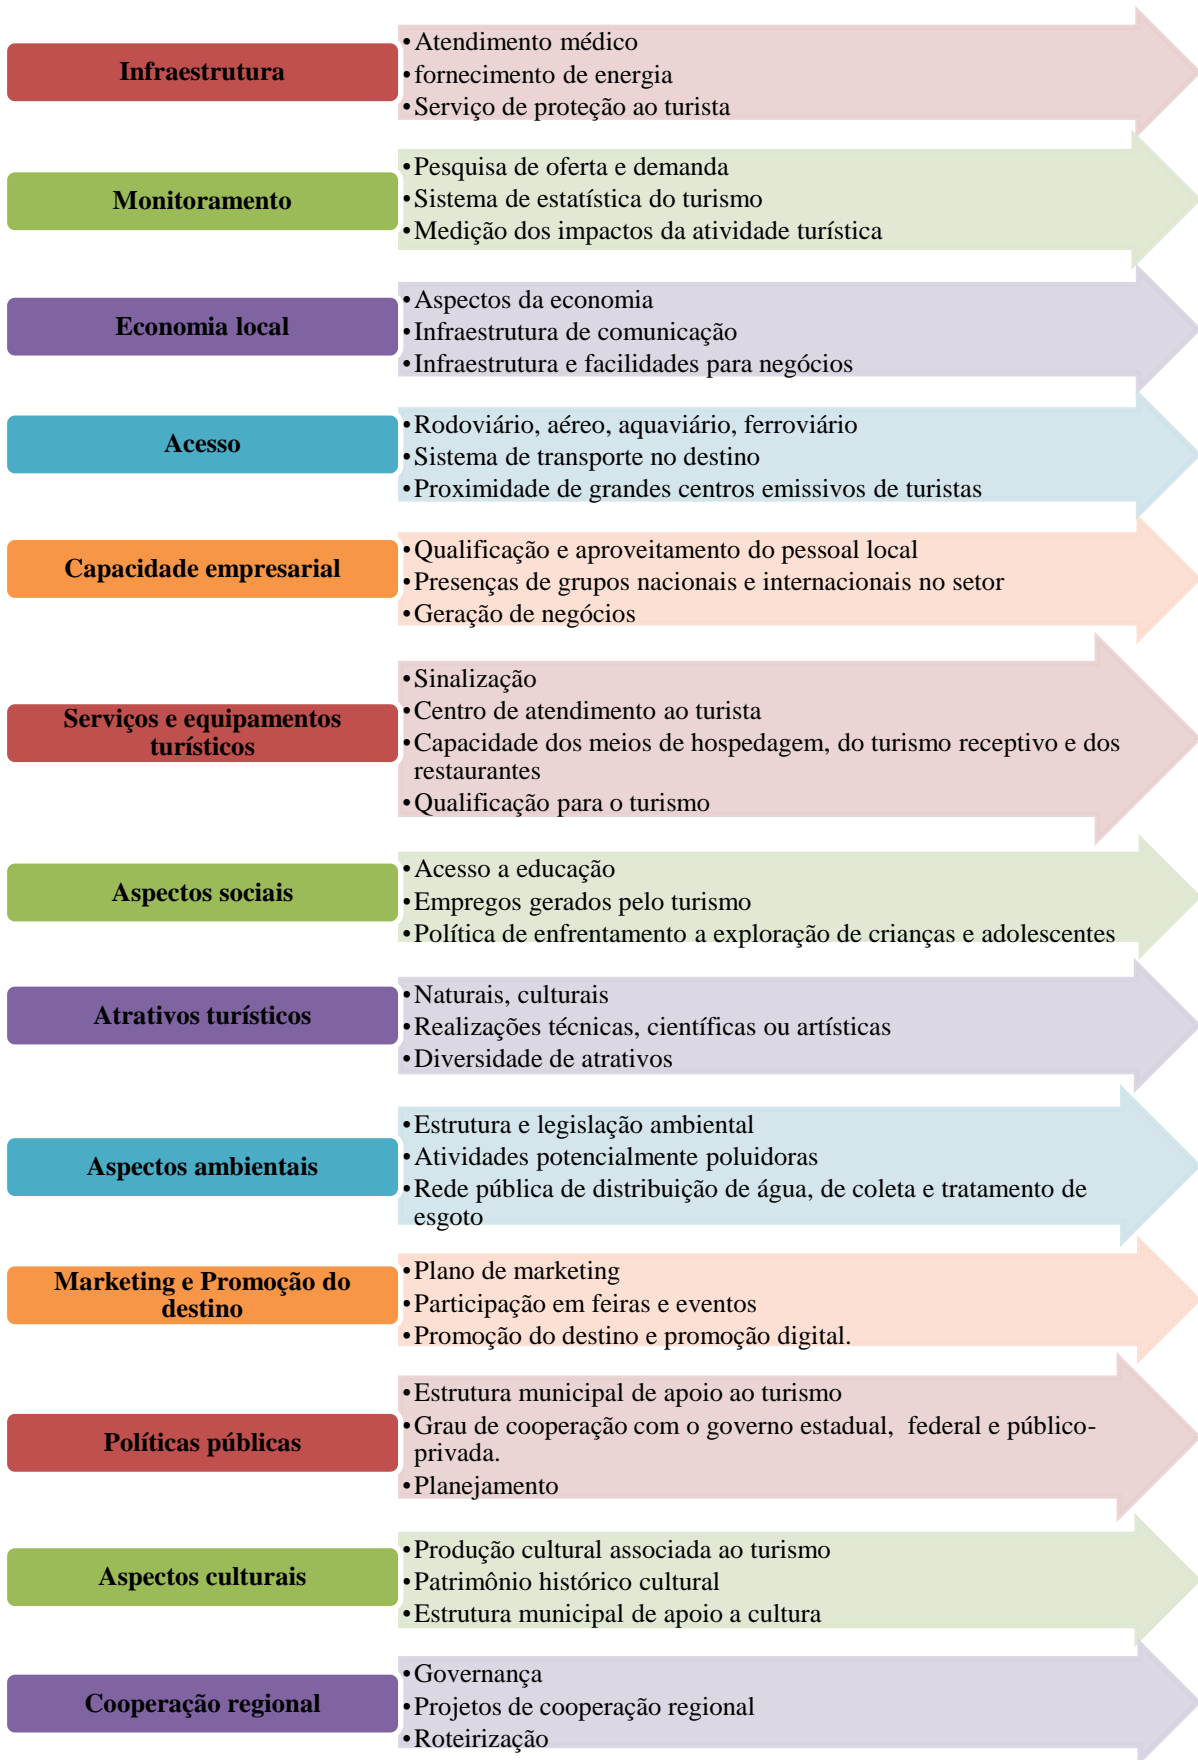 Infraestrutura
•Atendimento médico
•fornecimento de energia
•Serviço de proteção ao turista
Monitoramento
•Pesquisa de oferta e demanda
•Sistema de estatística do turismo
•Medição dos impactos da atividade turística
Economia local
•Aspectos da economia
•Infraestrutura de comunicação
•Infraestrutura e facilidades para negócios
Acesso
•Rodoviário, aéreo, aquaviário, ferroviário
•Sistema de transporte no destino
•Proximidade de grandes centros emissivos de turistas
Capacidade empresarial
•Qualificação e aproveitamento do pessoal local
•Presenças de grupos nacionais e internacionais no setor
•Geração de negócios
Serviços e equipamentos
turísticos
•Sinalização
•Centro de atendimento ao turista
•Capacidade dos meios de hospedagem, do turismo receptivo e dos
restaurantes
•Qualificação para o turismo
Aspectos sociais
•Acesso a educação
•Empregos gerados pelo turismo
•Política de enfrentamento a exploração de crianças e adolescentes
Atrativos turísticos
•Naturais, culturais
•Realizações técnicas, científicas ou artísticas
•Diversidade de atrativos
Aspectos ambientais
•Estrutura e legislação ambiental
•Atividades potencialmente poluidoras
•Rede pública de distribuição de água, de coleta e tratamento de
esgoto
Marketing e Promoção do
destino
•Plano de marketing
•Participação em feiras e eventos
•Promoção do destino e promoção digital.
Políticas públicas
•Estrutura municipal de apoio ao turismo
•Grau de cooperação com o governo estadual,  federal e público-
privada.
•Planejamento
Aspectos culturais
•Produção cultural associada ao turismo
•Patrimônio histórico cultural
•Estrutura municipal de apoio a cultura
Cooperação regional
•Governança
•Projetos de cooperação regional
•Roteirização